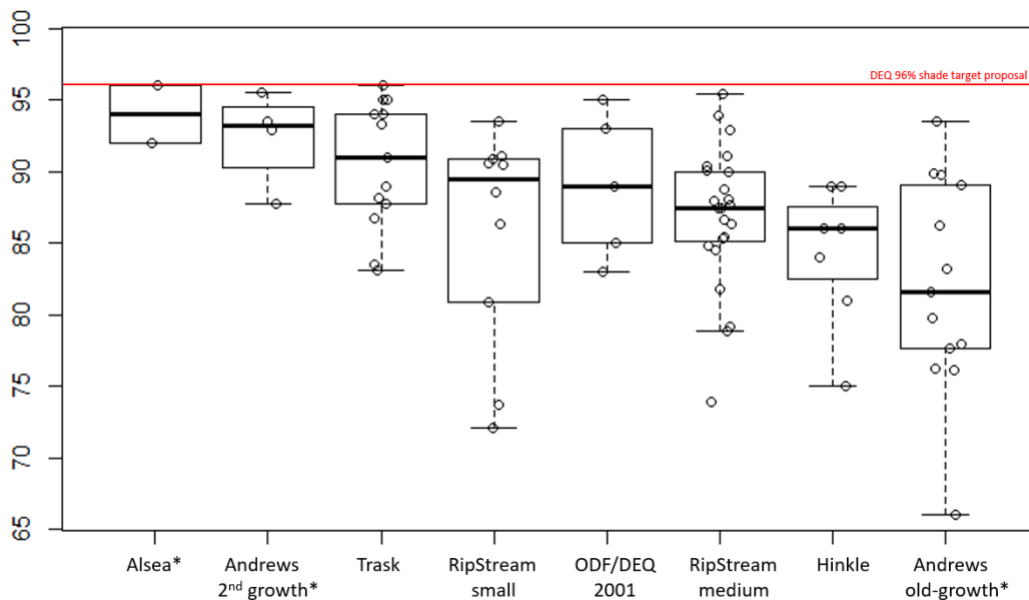 100
95
90
85
80
75
70
65
DEQ 96% shade target proposal
Alsea*
Andrews
2nd growth*
Trask
RipStream
small
ODF/DEQ
2001
RipStream
medium
Hinkle
Andrews
old-growth*